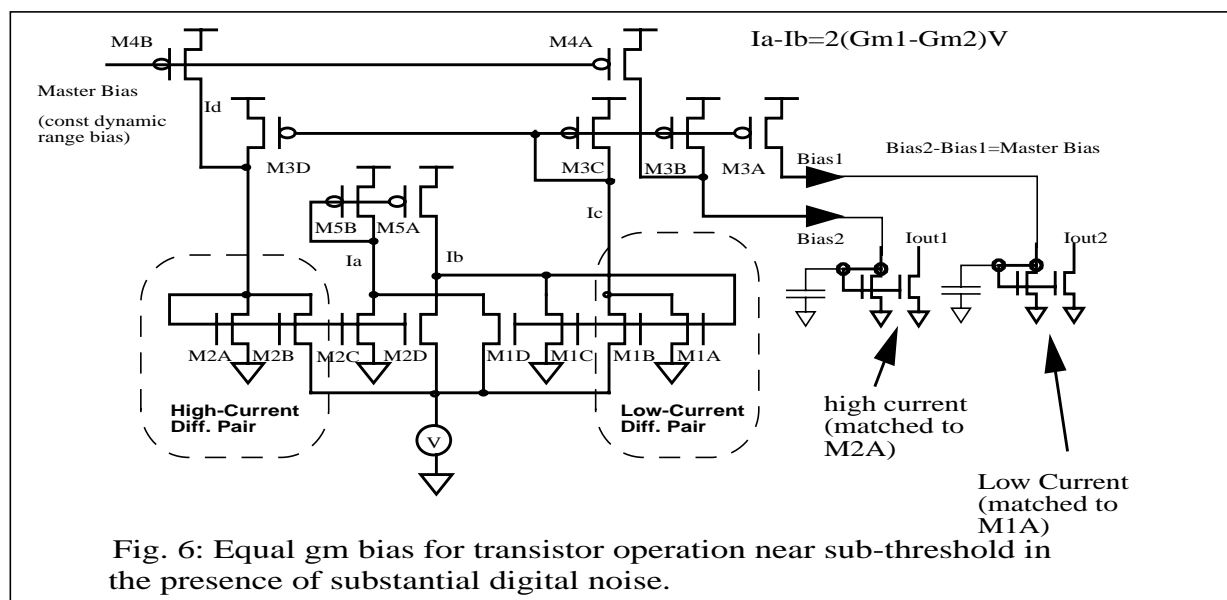 M4B
M4A
Ia-Ib=2(Gm1-Gm2)V
Master Bias
(const dynamic
range bias)
Id
M3D
M3C
M3B
M3A
Bias1
Bias2-Bias1=Master Bias
M5B
M5A
Ic
Bias2
Iout1
Iout2
Ia
Ib
M2A
M2B
M2C
M2D
M1D
M1C
M1B
M1A
High-Current
Diff. Pair
Low-Current
Diff. Pair
V
high current
(matched to
M2A)
Low Current
(matched to
M1A)
Fig. 6: Equal gm bias for transistor operation near sub-threshold in
the presence of substantial digital noise.